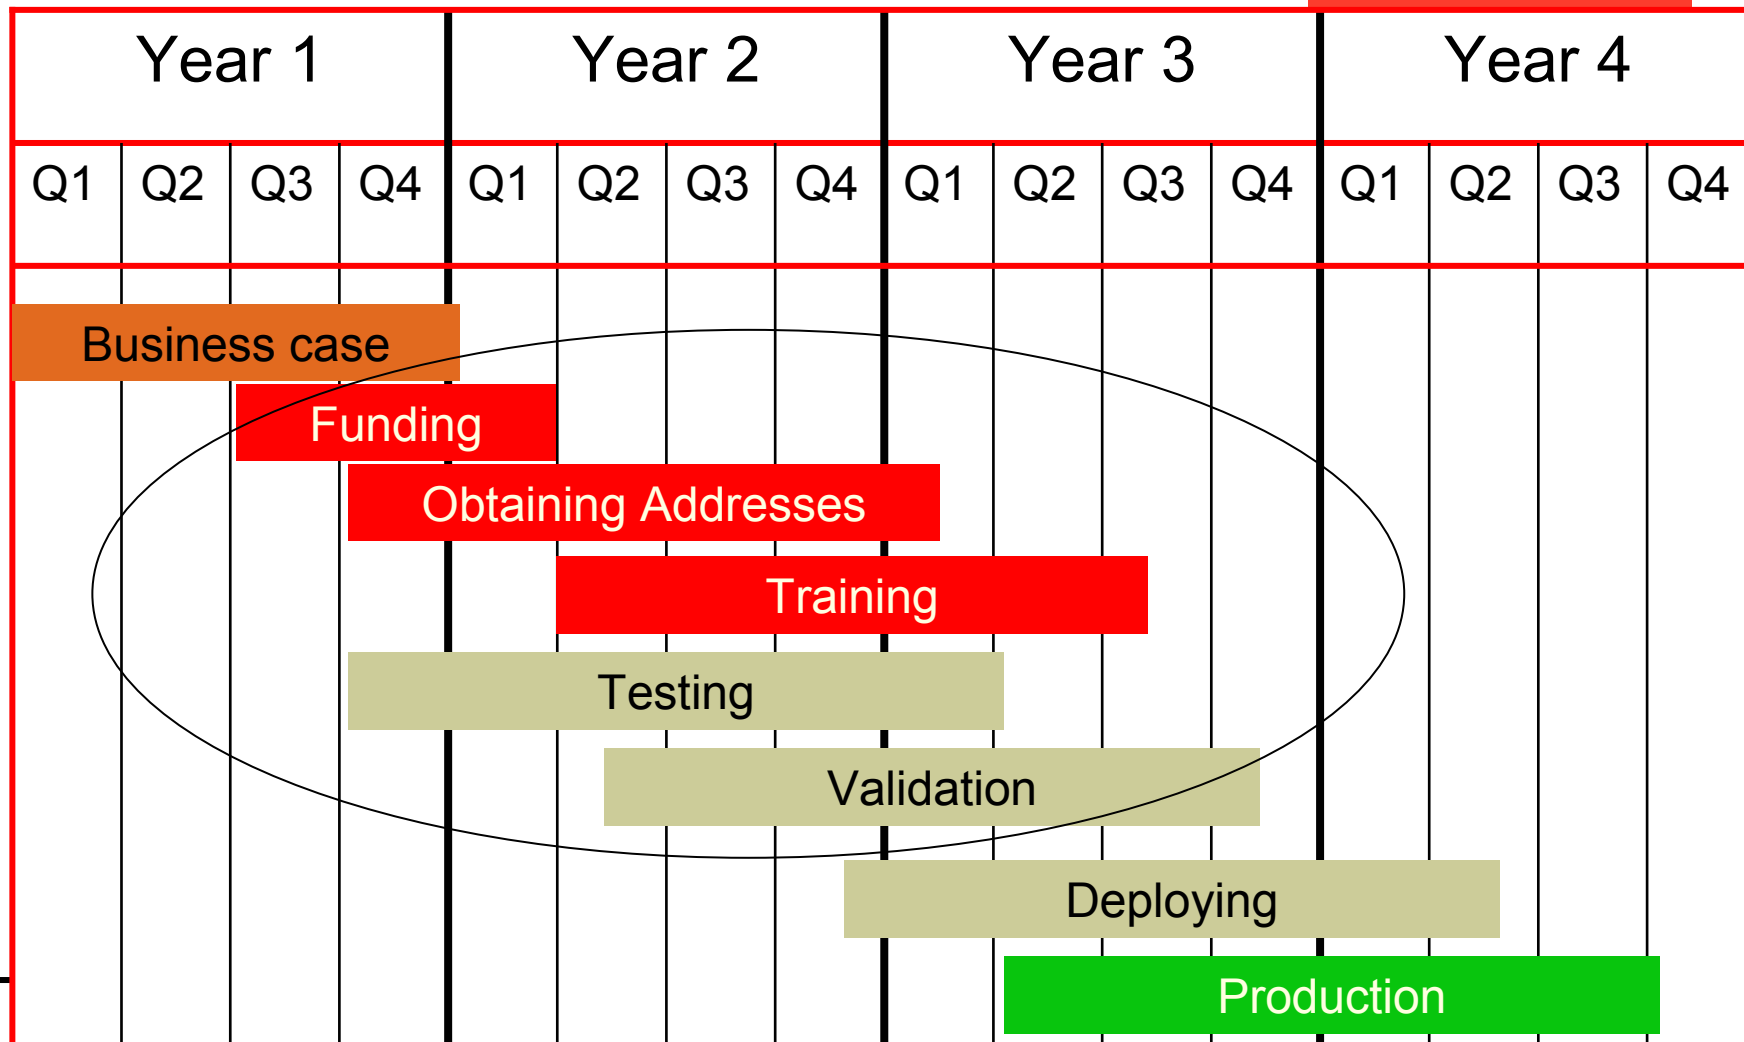 Year 1 Year 2 Year 3 Year 4
Q1 Q2 Q3 Q4 Q1 Q2 Q3 Q4 Q1 Q2 Q3 Q4 Q1 Q2 Q3 Q4
Business case
Funding
Obtaining Addresses
Training
Testing
Validation
Deploying
Production